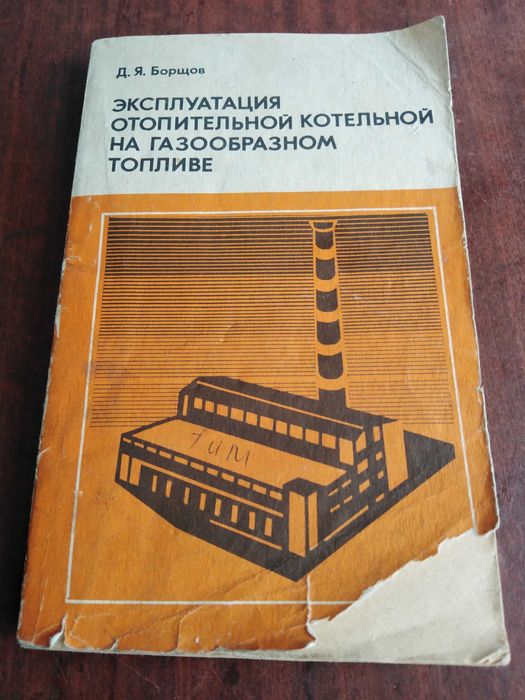 Д. Я. Борщов
ЭКСПЛУАТАЦИЯ
ОТОПИТЕЛЬНОЙ КОТЕЛЬНОЙ
НА ГАЗООБРАЗНОМ
ТОПЛИВЕ